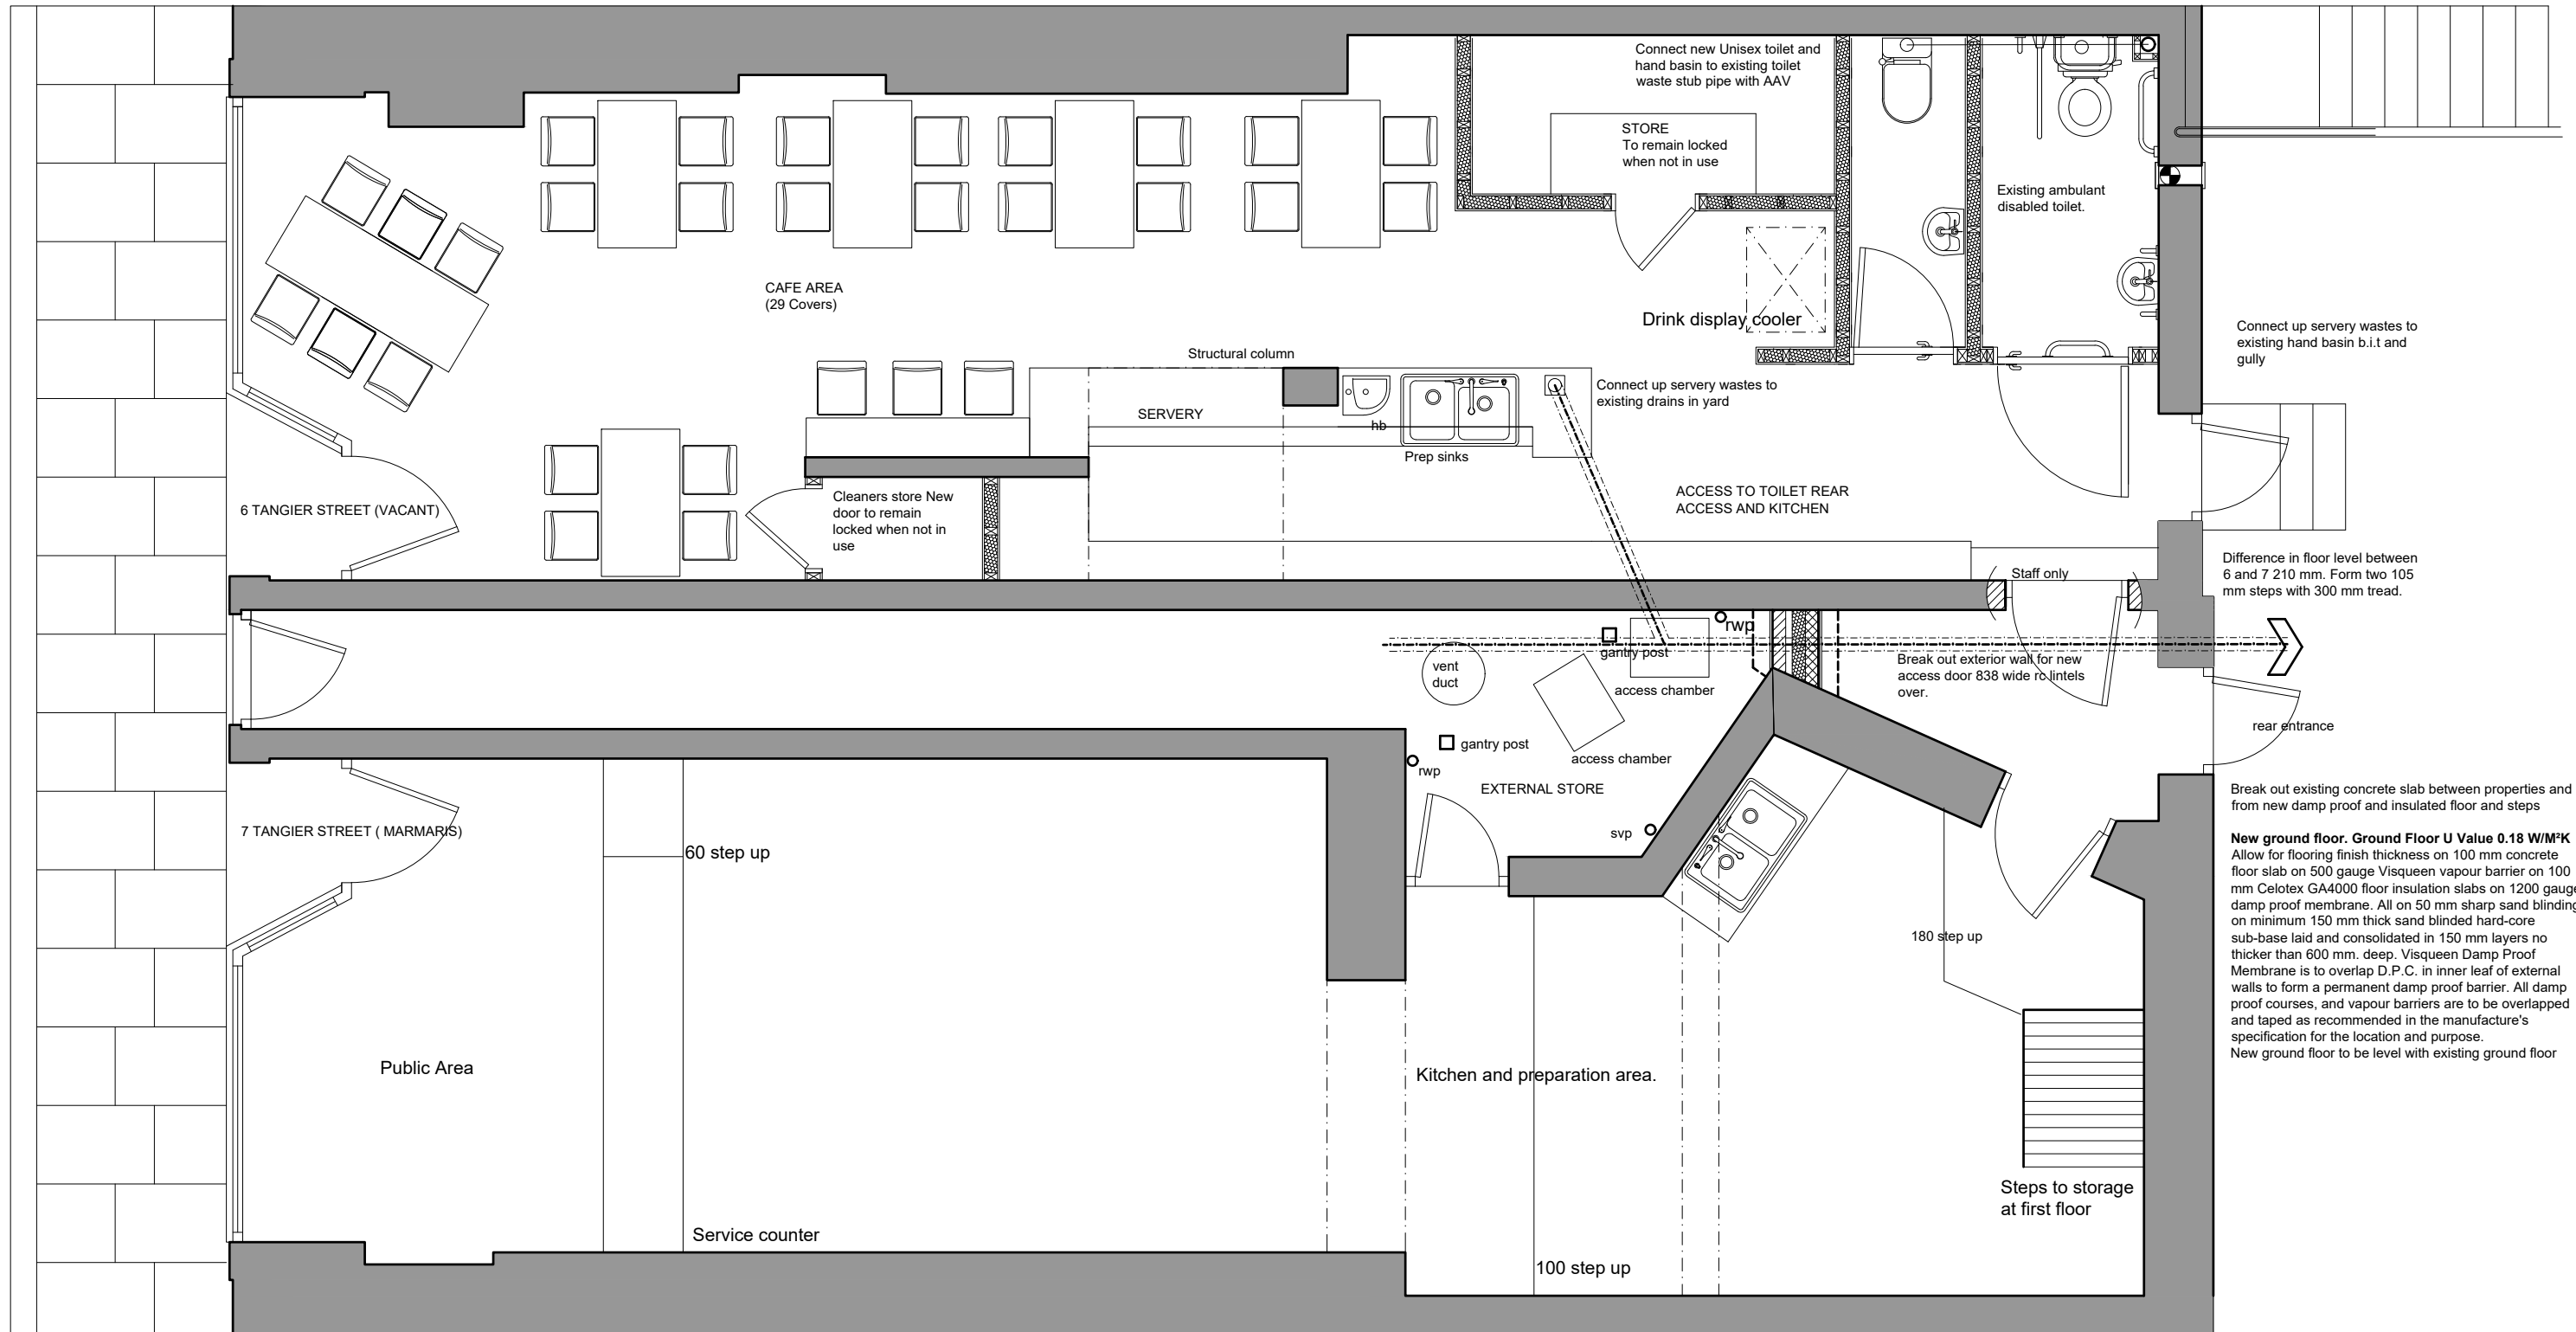 Connect new Unisex toilet and
hand basin to existing toilet
waste stub pipe with AAV
STORE
To remain locked
when not in use
Existing ambulant
disabled toilet.
CAFE AREA
(29 Covers)
Drink display cooler
Connect up servery wastes to
existing hand basin b.i.t and
gully
Structural column
Connect up servery wastes to
existing drains in yard
SERVERY
hb
Prep sinks
6 TANGIER STREET (VACANT)
Cleaners store New
door to remain
locked when not in
use
ACCESS TO TOILET REAR
ACCESS AND KITCHEN
Staff only
Difference in floor level between
6 and 7 210 mm. Form two 105
mm steps with 300 mm tread.
rwp
gantry post
vent
duct
access chamber
Break out exterior wall for new
access door 838 wide rc lintels
over.
rear entrance
gantry post
access chamber
rwp
EXTERNAL STORE
svp
7 TANGIER STREET ( MARMARIS)
60 step up
Break out existing concrete slab between properties and
from new damp proof and insulated floor and steps
New ground floor. Ground Floor U Value 0.18 W/M²K
Allow for flooring finish thickness on 100 mm concrete
floor slab on 500 gauge Visqueen vapour barrier on 100
mm Celotex GA4000 floor insulation slabs on 1200 gauge
damp proof membrane. All on 50 mm sharp sand blinding
on minimum 150 mm thick sand blinded hard-core
sub-base laid and consolidated in 150 mm layers no
thicker than 600 mm. deep. Visqueen Damp Proof
Membrane is to overlap D.P.C. in inner leaf of external
walls to form a permanent damp proof barrier. All damp
proof courses, and vapour barriers are to be overlapped
and taped as recommended in the manufacture's
specification for the location and purpose.
New ground floor to be level with existing ground floor
180 step up
Public Area
Kitchen and preparation area.
Steps to storage
at first floor
Service counter
100 step up